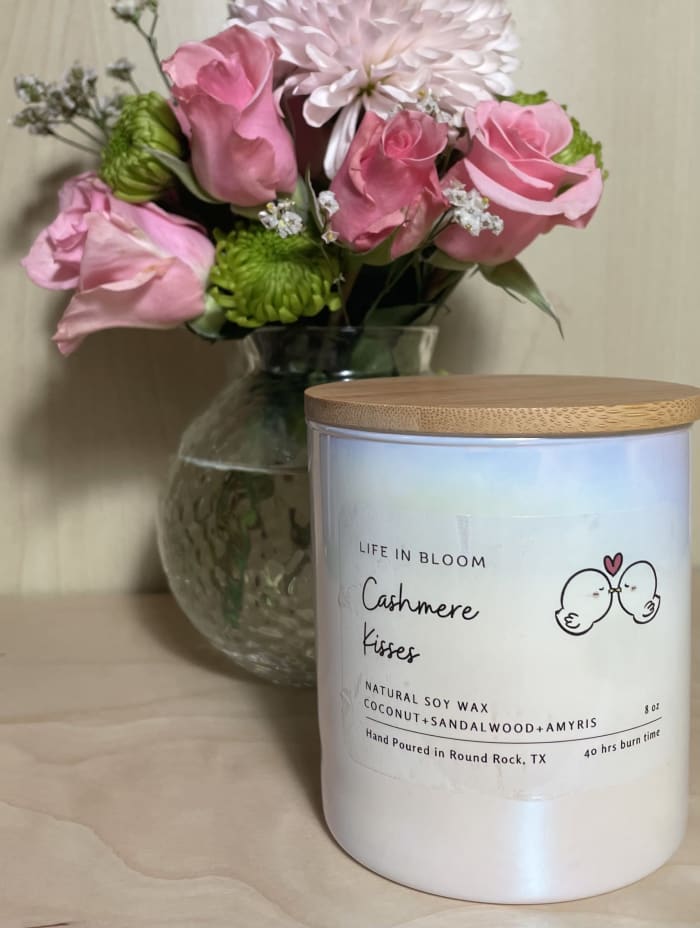 LIFE IN BLOOM
Cashmere
Kisses
NATURAL SOY WAX
COCONUT+SANDALWOOD+AMYRIS
8 oz
Hand Poured in Round Rock, TX
40 hrs burn time